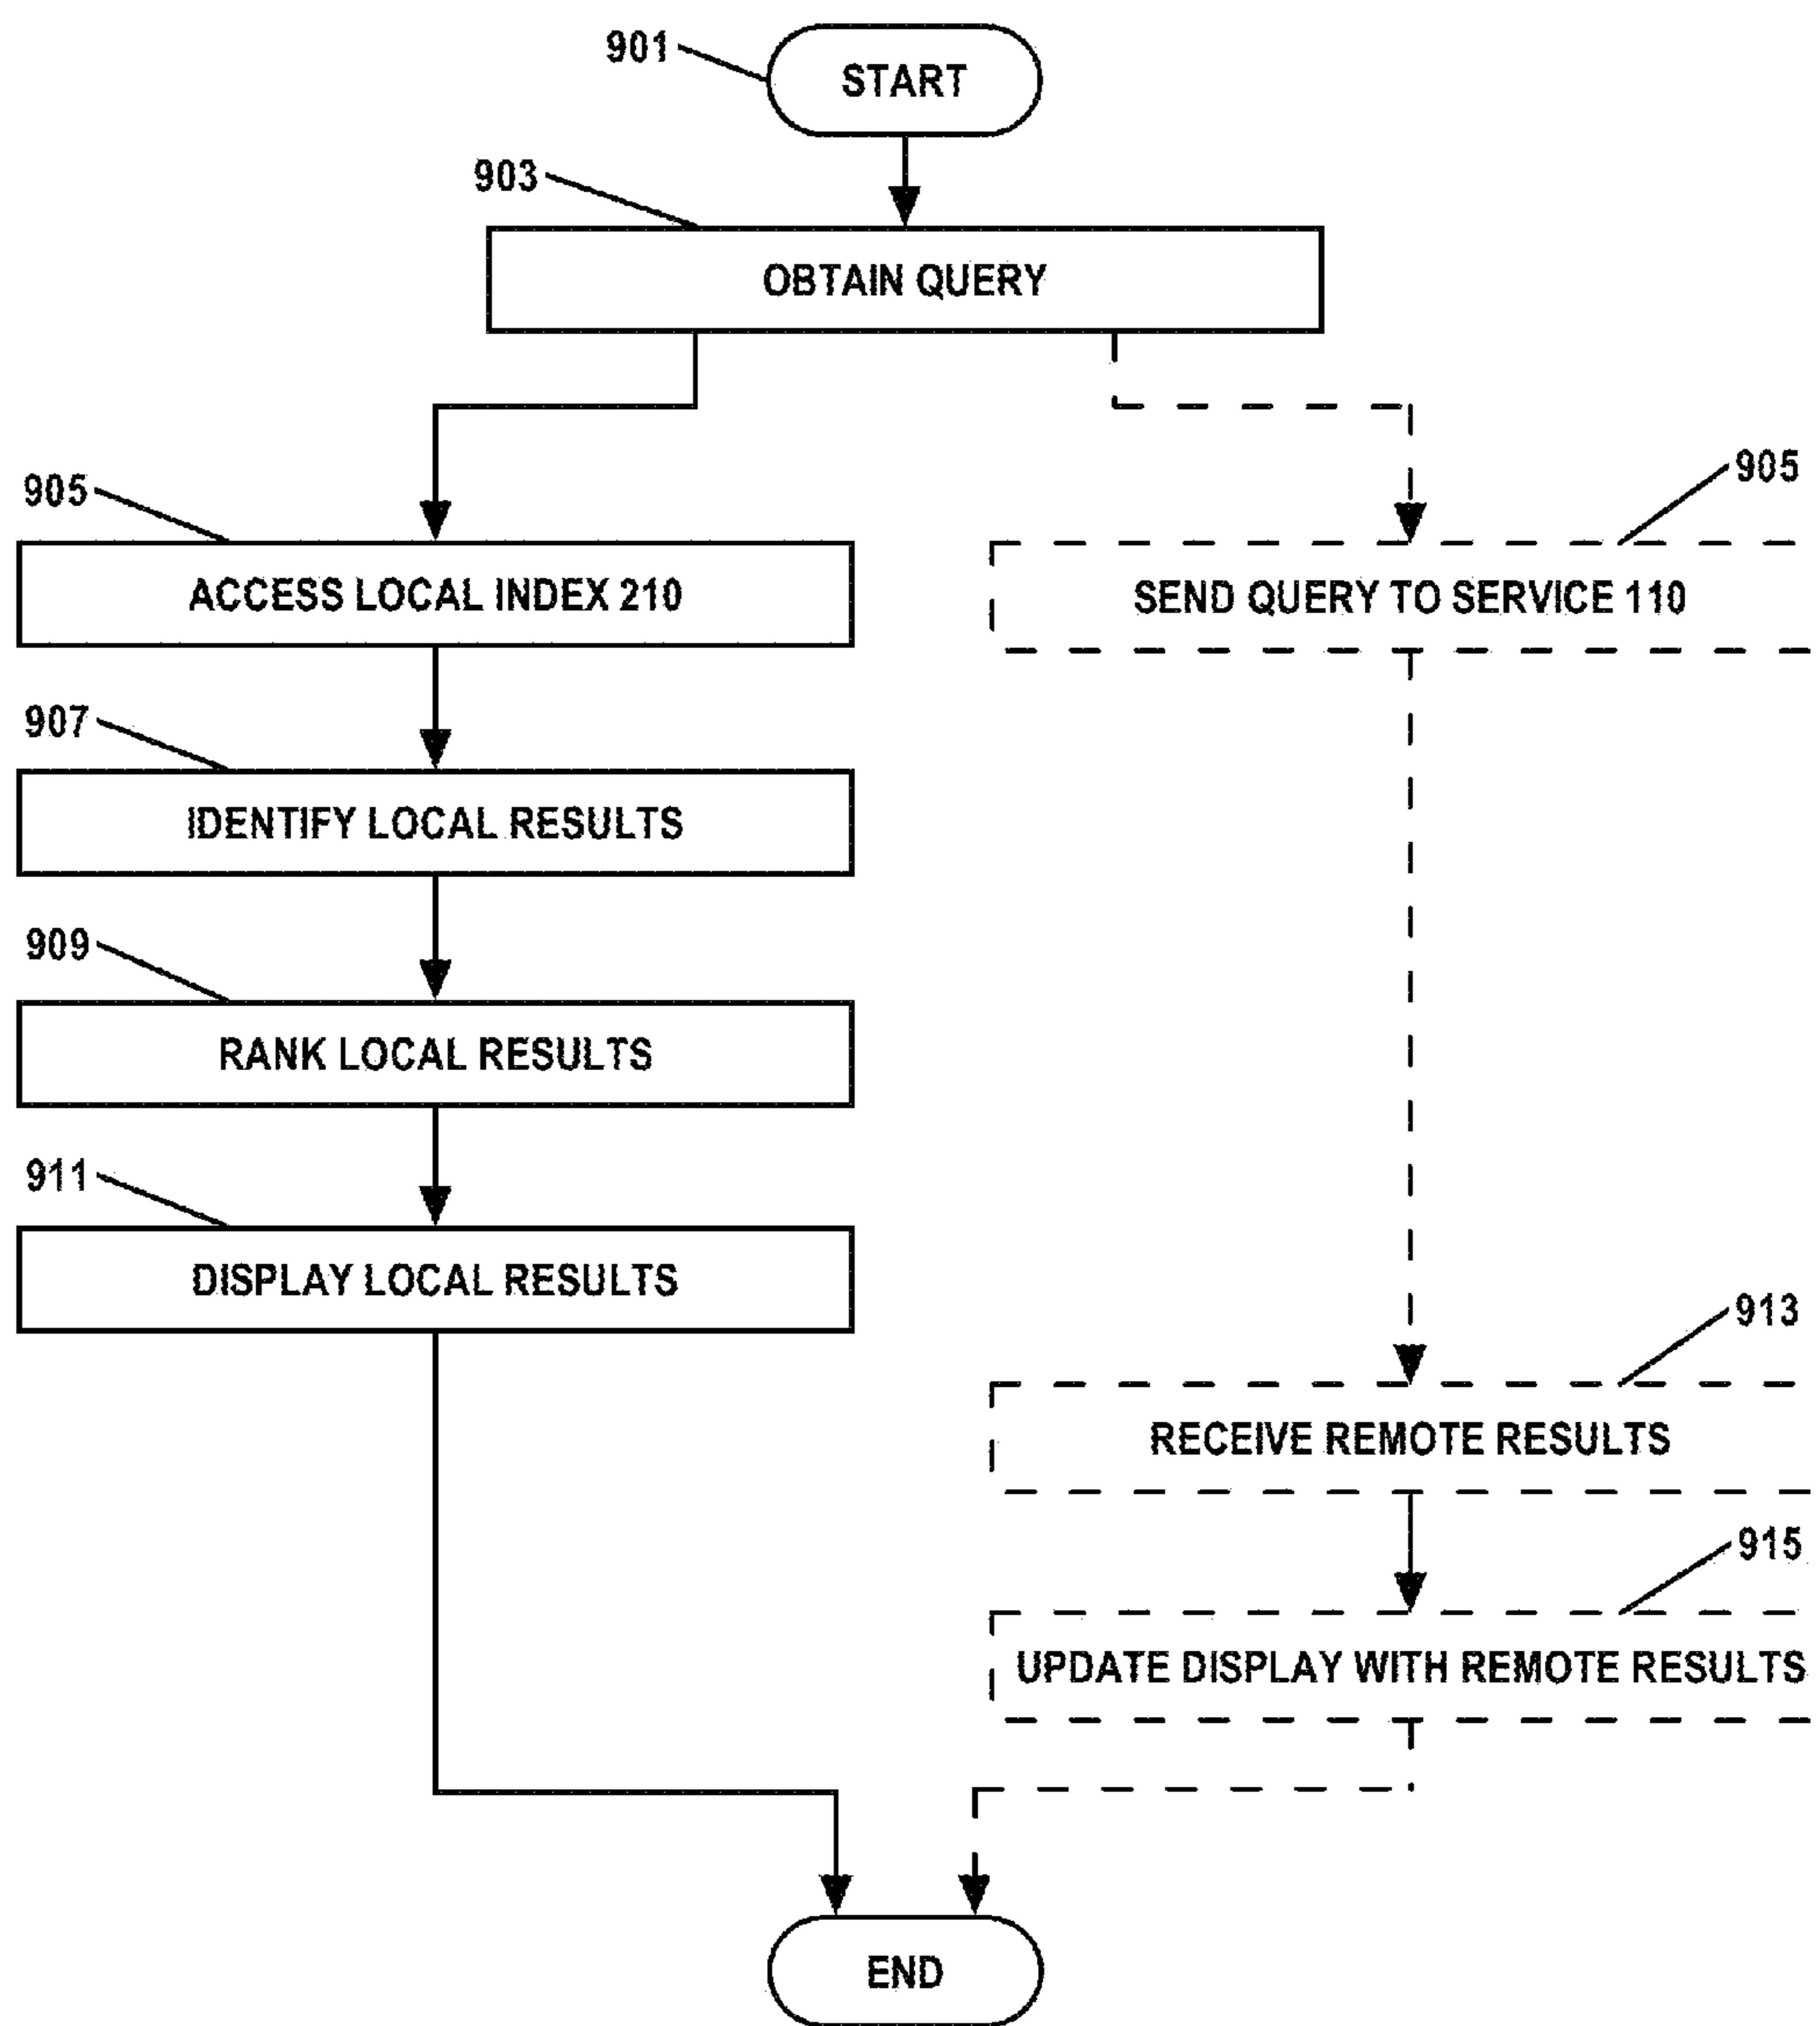 901
START
903
OBTAIN QUERY
905
905
ACCESS LOCAL INDEX 210
SEND QUERY TO SERVICE 110
907
IDENTIFY LOCAL RESULTS
909
RANK LOCAL RESULTS
911
DISPLAY LOCAL RESULTS
913
RECEIVE REMOTE RESULTS
915
UPDATE DISPLAY WITH REMOTE RESULTS
END